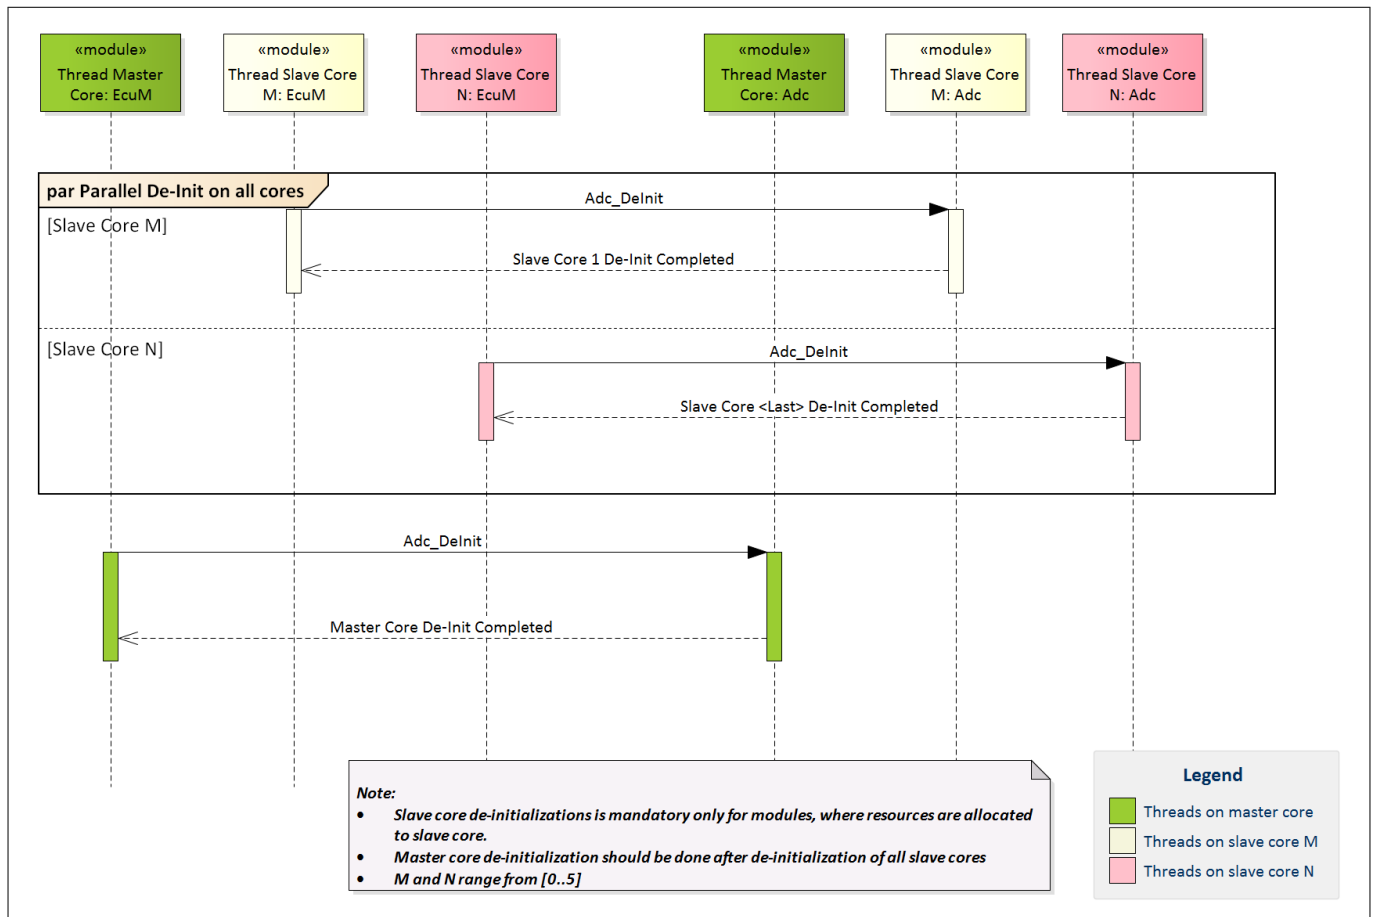 «module»
Thread Master
Core: EcuM
«module»
Thread Slave Core
M: EcuM
«module»
Thread Slave Core
N: EcuM
«module»
Thread Master
Core: Adc
«module»
Thread Slave Core
M: Adc
«module»
Thread Slave Core
N: Adc
par Parallel De-Init on all cores
Adc_DeInit
[Slave Core M]
Slave Core 1 De-Init Completed
[Slave Core N]
Adc_DeInit
Slave Core <Last> De-Init Completed
Adc_DeInit
Master Core De-Init Completed
Note:
• Slave core de-initializations is mandatory only for modules, where resources are allocated
to slave core.
• Master core de-initialization should be done after de-initialization of all slave cores
• M and N range from [0..5]
Legend
Threads on master core
Threads on slave core M
Threads on slave core N